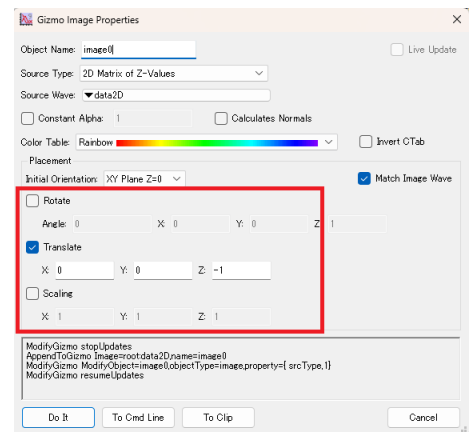 Gizmo Image Properties
Object Name: image0
Live Update
Source Type: 2D Matrix of Z-Values
Source Wave: ▼data2D
Constant Alpha: 1 Calculates Normals
Color Table: Rainbow Invert CTab
Placement
Initial Orientation: XY Plane Z=0 Match Image Wave
Rotate
Angle: 0 X: 0 Y: 0 Z: 1
Translate
X: 0 Y: 0 Z: -1
Scaling
X: 1 Y: 1 Z: 1
ModifyGizmo stopUpdates
AppendToGizmo Image=root:data2D,name=image0
ModifyGizmo ModifyObject=image0,objectType=image,property={ srcType,1}
ModifyGizmo resumeUpdates
Do It To Cmd Line To Clip Cancel